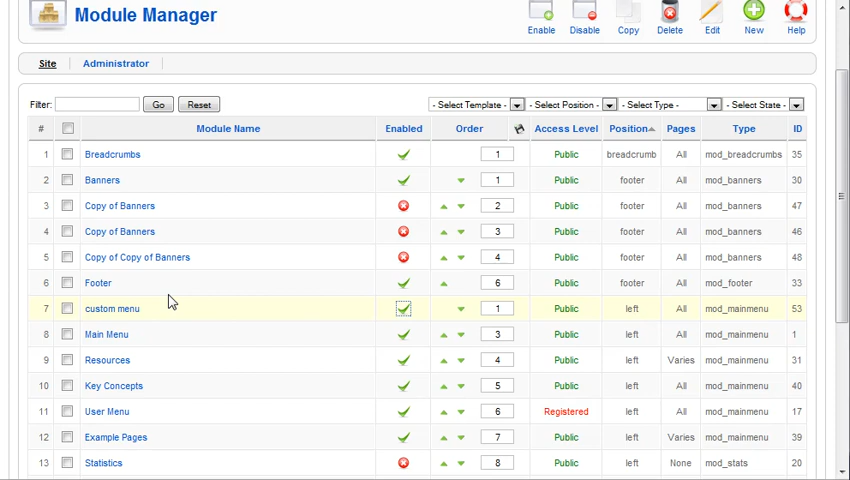 Module Manager
Enable Disable Copy Delete Edit New Help
Site Administrator
Filter: Go Reset - Select Template - - Select Position - - Select Type - - Select State -
# Module Name Enabled Order Access Level Position Pages Type ID
1 Breadcrumbs 1 Public breadcrumb All mod_breadcrumbs 35
2 Banners 1 Public footer All mod_banners 30
3 Copy of Banners 2 Public footer All mod_banners 47
4 Copy of Banners 3 Public footer All mod_banners 46
5 Copy of Copy of Banners 4 Public footer All mod_banners 48
6 Footer 6 Public footer All mod_footer 33
7 custom menu 1 Public left All mod_mainmenu 53
8 Main Menu 3 Public left All mod_mainmenu 1
9 Resources 4 Public left Varies mod_mainmenu 31
10 Key Concepts 5 Public left All mod_mainmenu 40
11 User Menu 6 Registered left All mod_mainmenu 17
12 Example Pages 7 Public left Varies mod_mainmenu 39
13 Statistics 8 Public left None mod_stats 20